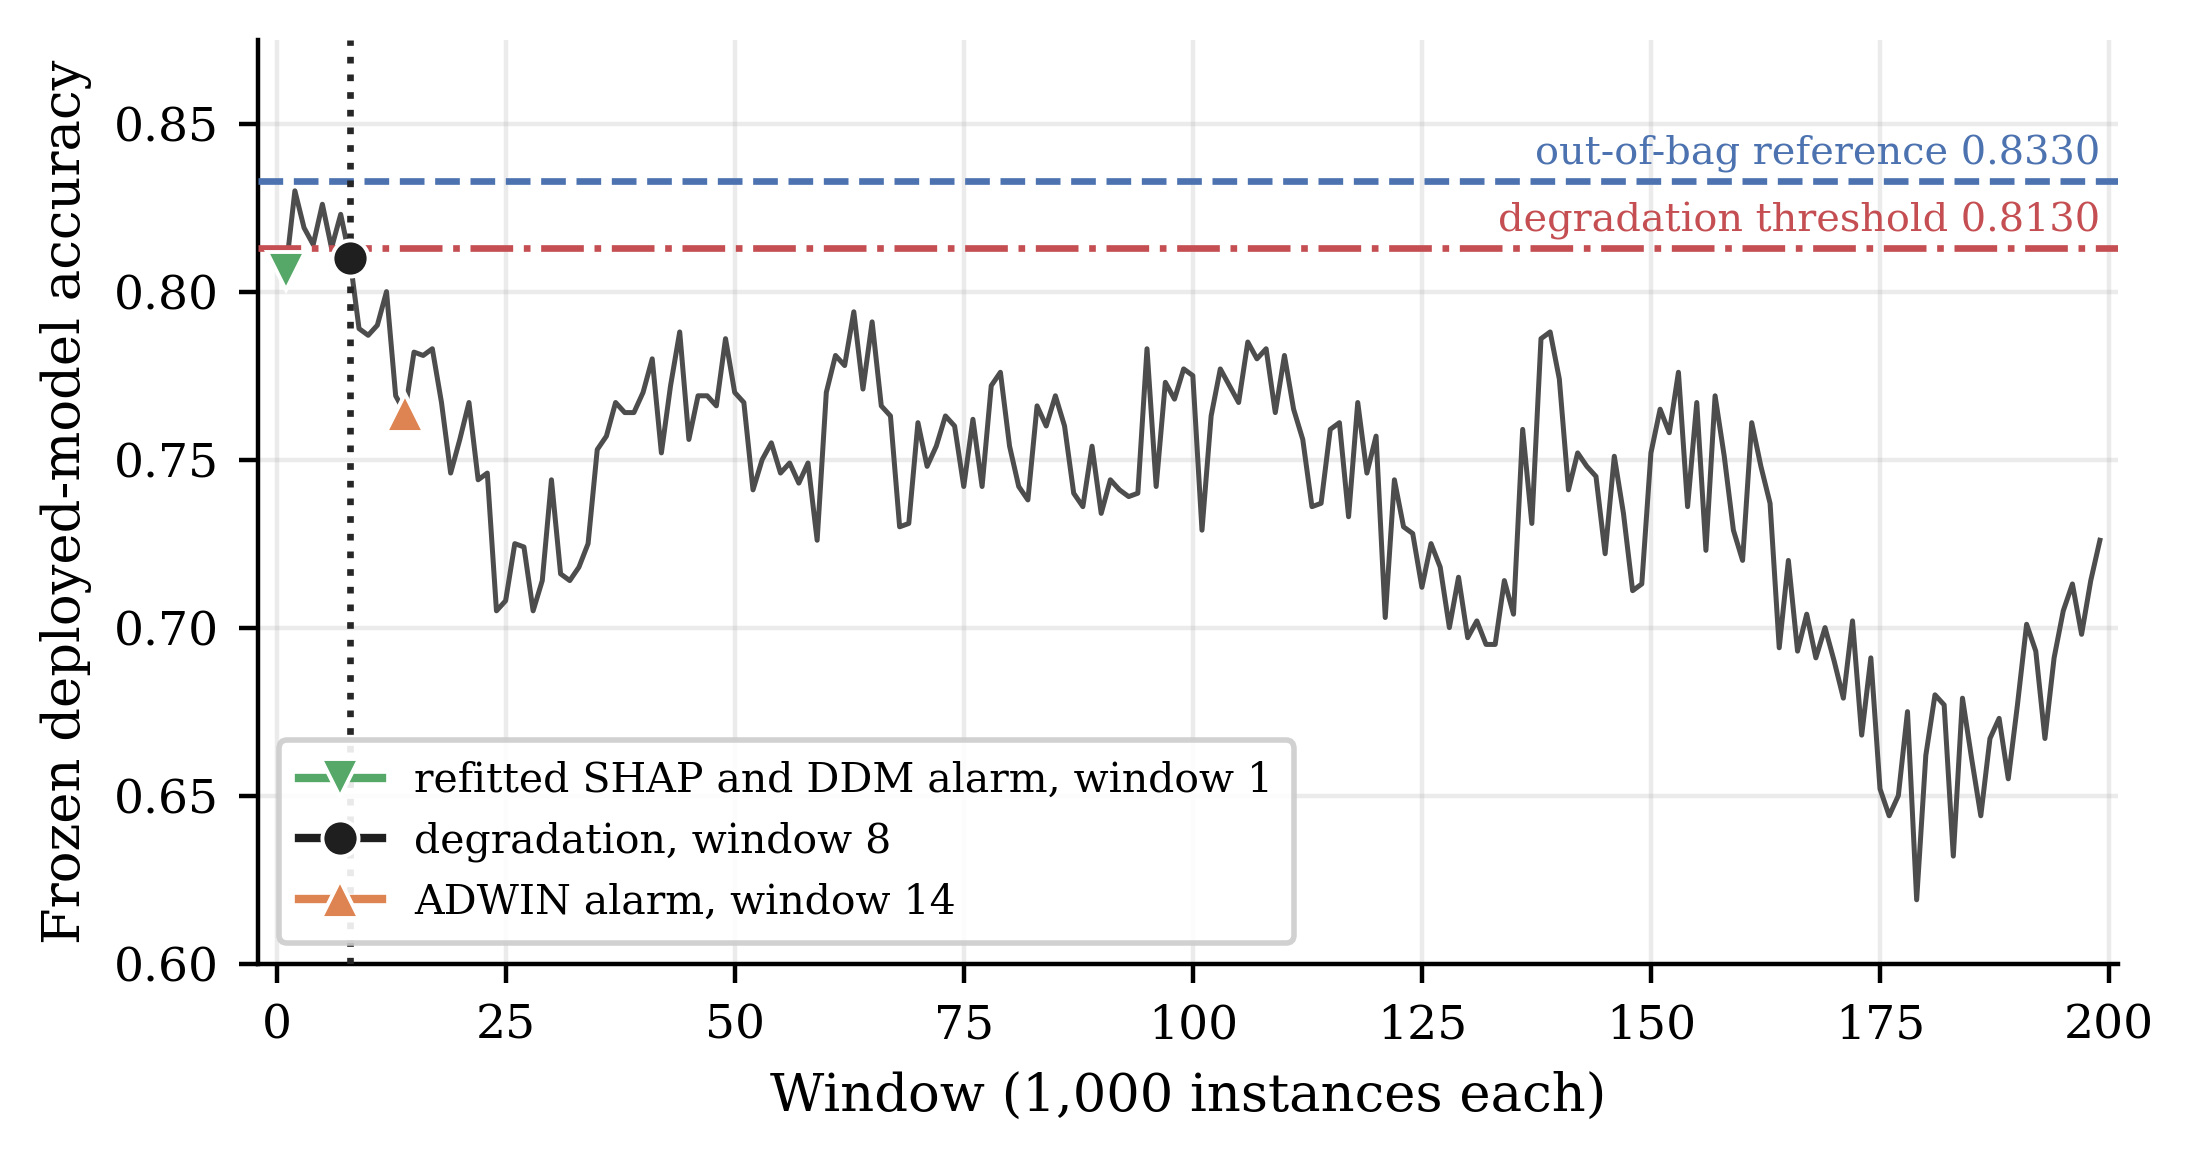 Frozen deployed-model accuracy
0.85
0.80
0.75
0.70
0.65
0.60
out-of-bag reference 0.8330
degradation threshold 0.8130
refitted SHAP and DDM alarm, window 1
degradation, window 8
ADWIN alarm, window 14
0 25 50 75 100 125 150 175 200
Window (1,000 instances each)